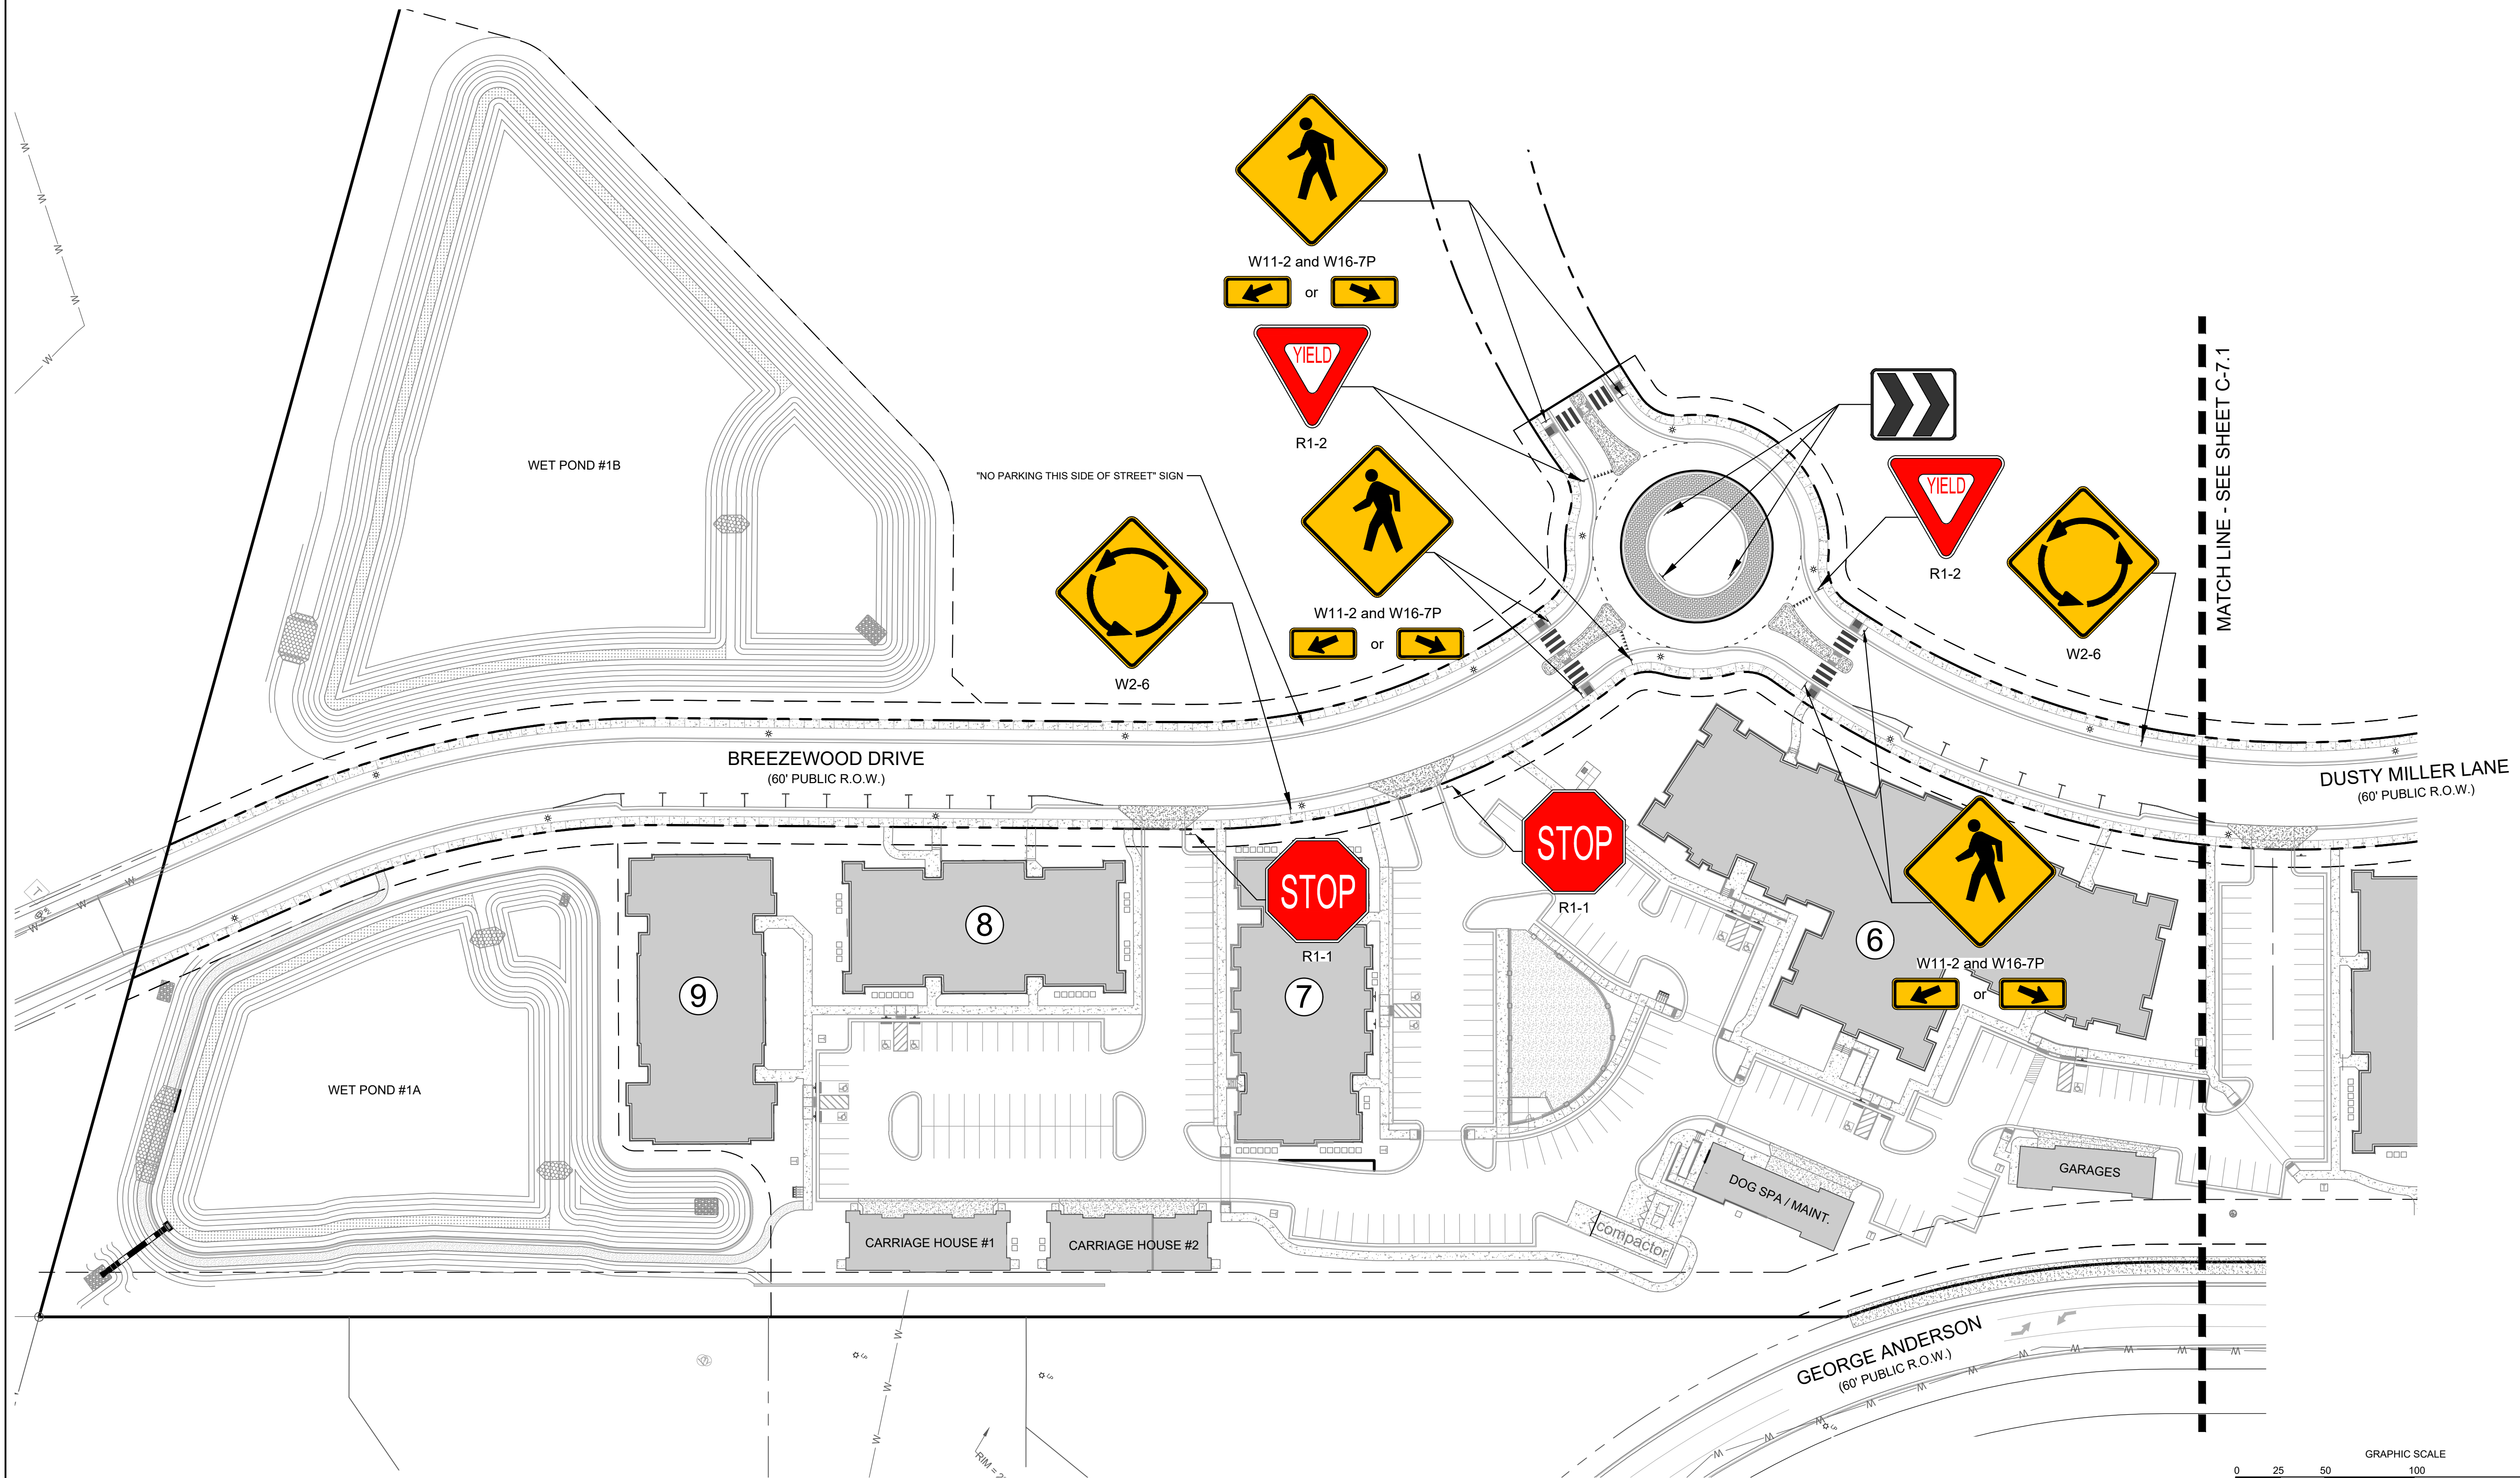 W11-2 and W16-7P
or
YIELD
R1-2
MATCH LINE - SEE SHEET C-7.1
WET POND #1B
"NO PARKING THIS SIDE OF STREET" SIGN
YIELD
R1-2
W11-2 and W16-7P
or
W2-6
W2-6
BREEZEWOOD DRIVE
(60' PUBLIC R.O.W.)
DUSTY MILLER LANE
(60' PUBLIC R.O.W.)
STOP
R1-1
STOP
R1-1
8
9
7
6
W11-2 and W16-7P
or
WET POND #1A
GARAGES
DOG SPA / MAINT.
compactor
CARRIAGE HOUSE #1
CARRIAGE HOUSE #2
GEORGE ANDERSON
(60' PUBLIC R.O.W.)
W
W
W
W
W
W
W
W
W
T
W
W
W
W
W
W
W
W
W
W
W
W
W
GRAPHIC SCALE
0 25 50 100